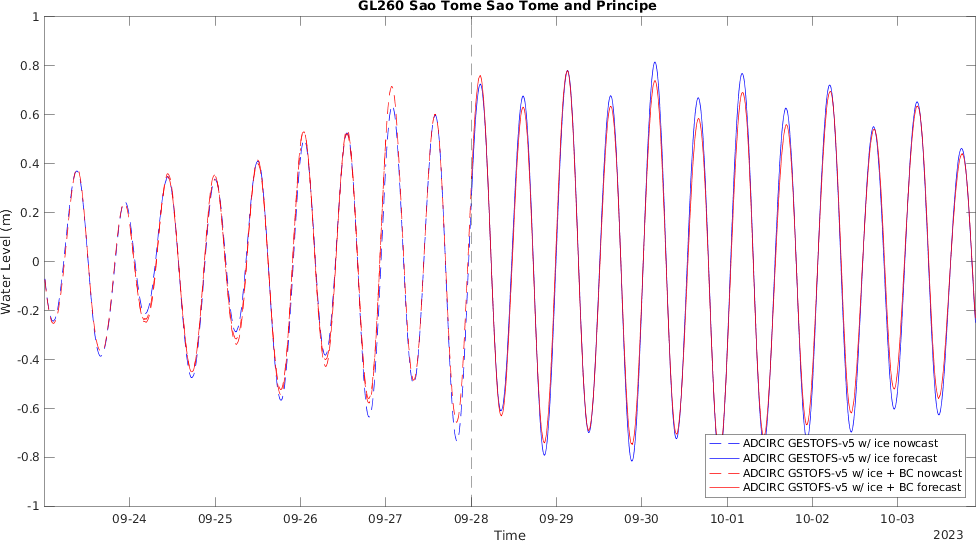 GL260 Sao Tome Sao Tome and Principe
1
0.8
0.6
0.4
0.2
0
-0.2
-0.4
-0.6
-0.8
-1
Water Level (m)
ADCIRC GESTOFS-v5 w/ ice nowcast
ADCIRC GESTOFS-v5 w/ ice forecast
ADCIRC GSTOFS-v5 w/ ice + BC nowcast
ADCIRC GSTOFS-v5 w/ ice + BC forecast
09-24 09-25 09-26 09-27 09-28 09-29 09-30 10-01 10-02 10-03
Time
2023